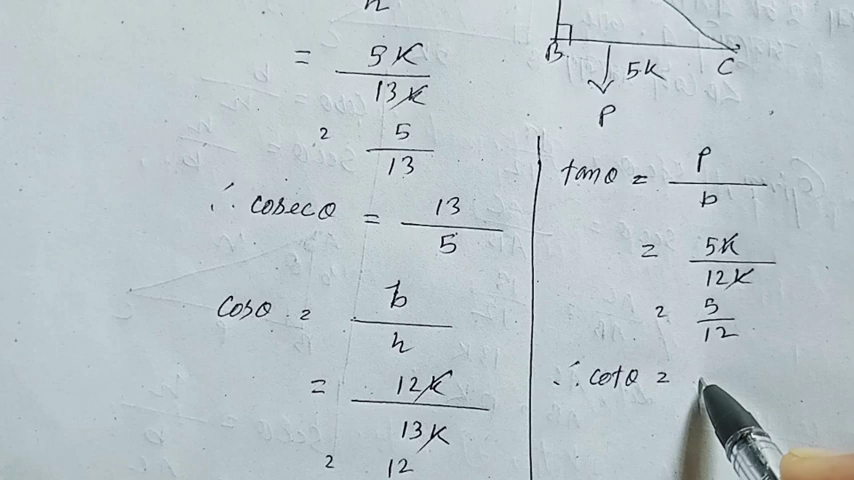 h
= 5K / 13K
= 5 / 13
∴ cosecθ = 13 / 5
cosθ = b / h
= 12K / 13K
= 12
B 5K C
P
tanθ = P / b
= 5K / 12K
= 5 / 12
∴ cotθ =